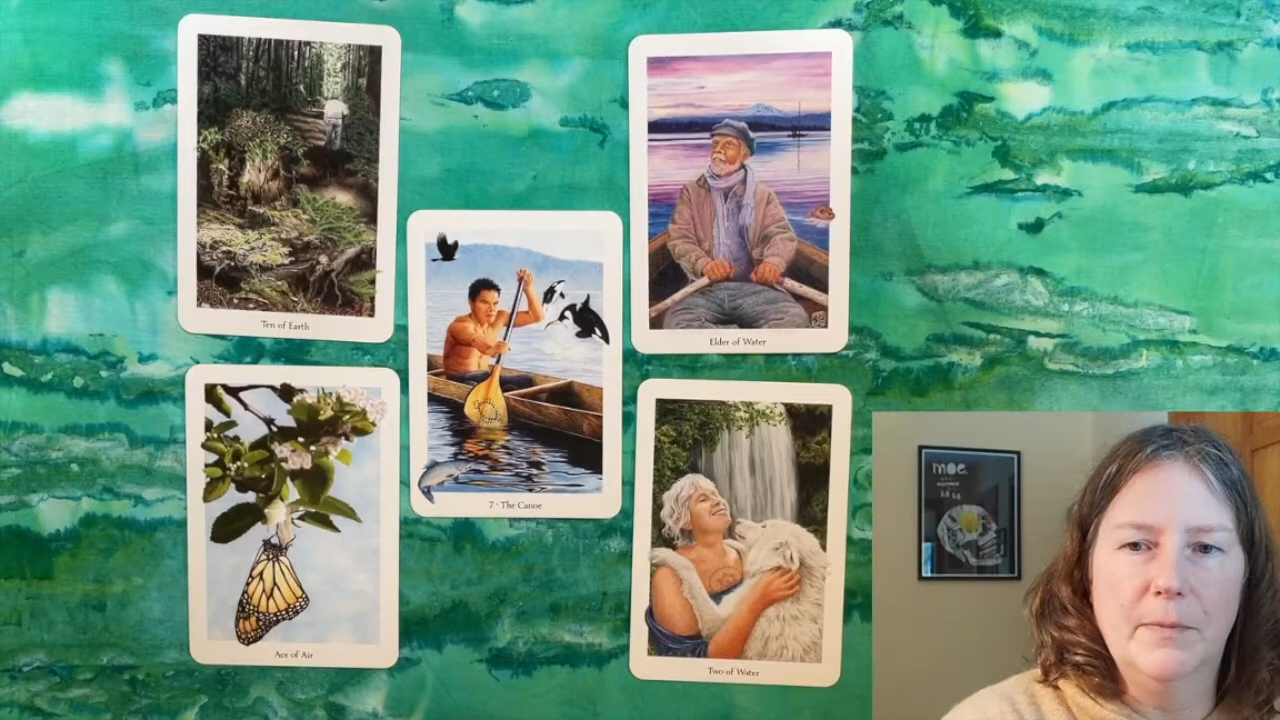 Ten of Earth
Elder of Water
7 · The Canoe
Ace of Air
Two of Water
moe.